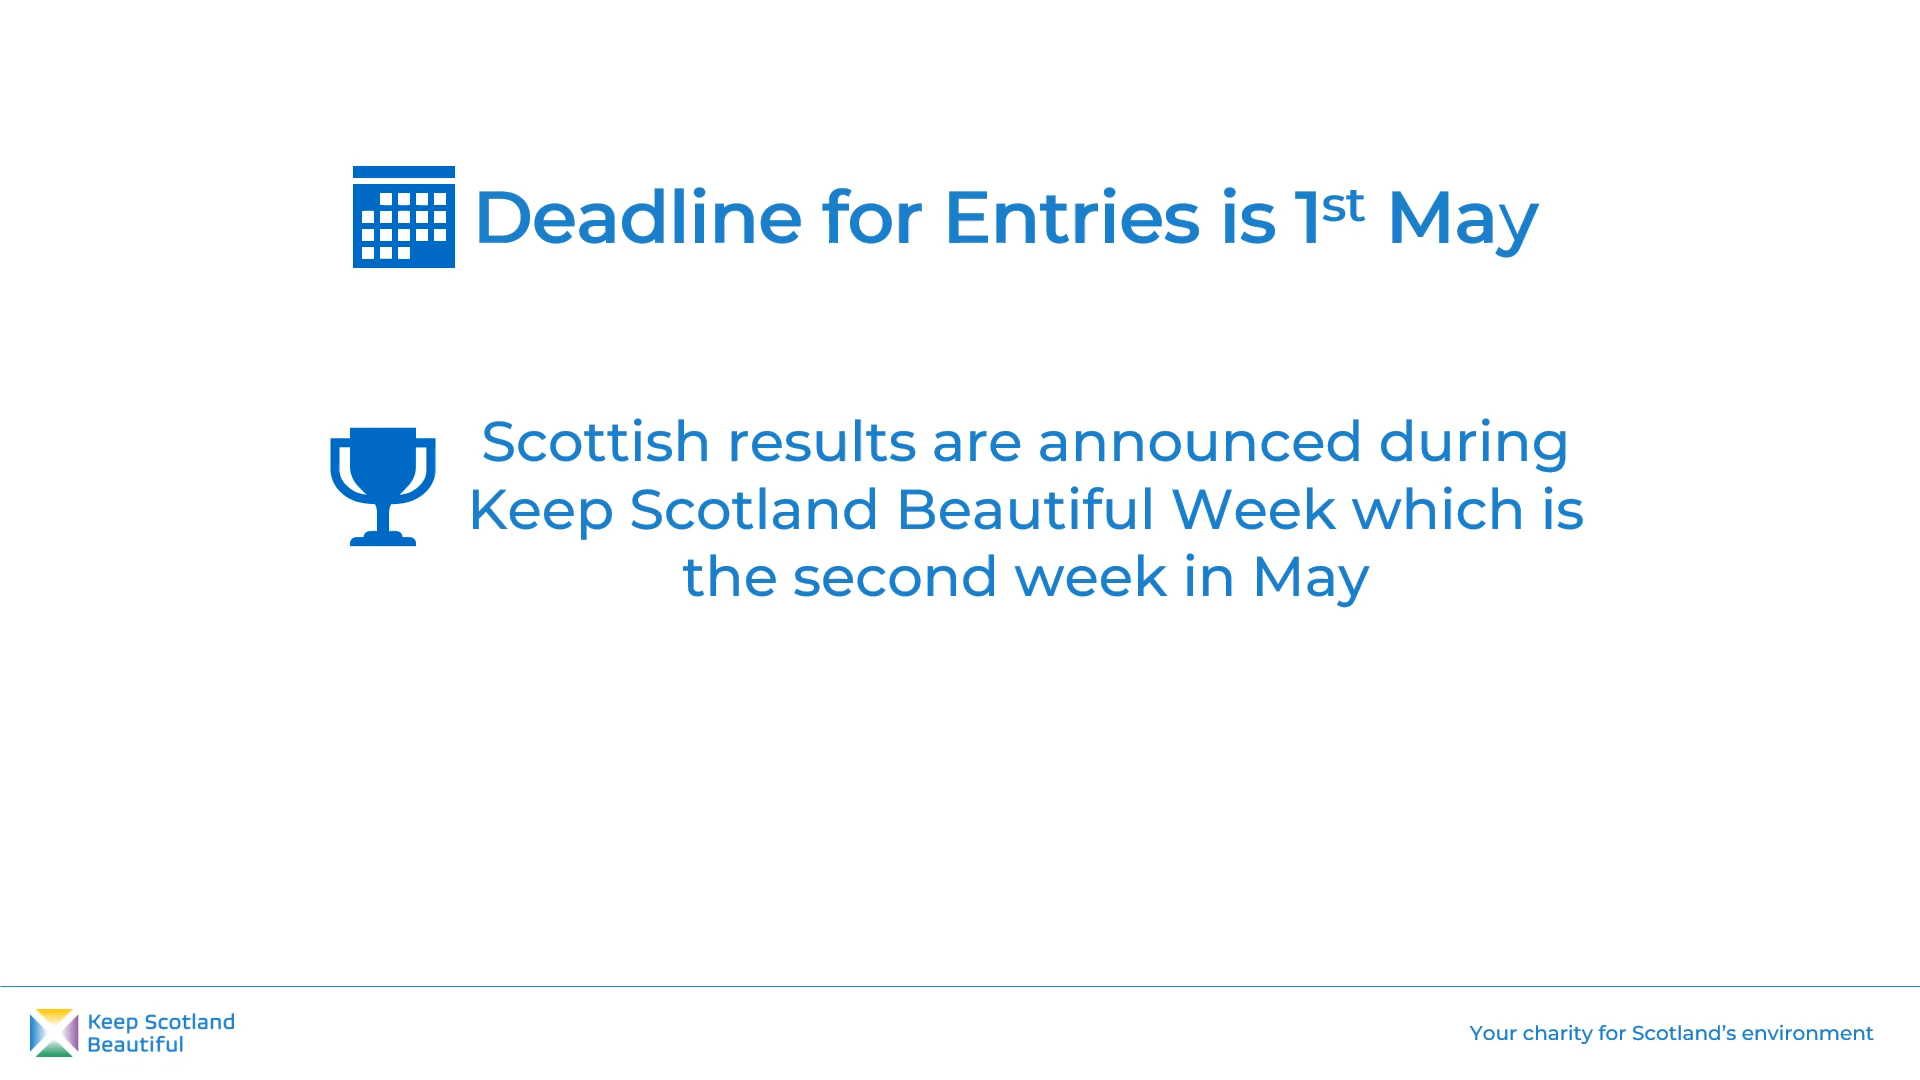 Deadline for Entries is 1st May
Scottish results are announced during
Keep Scotland Beautiful Week which is
the second week in May
Keep Scotland
Beautiful
Your charity for Scotland’s environment